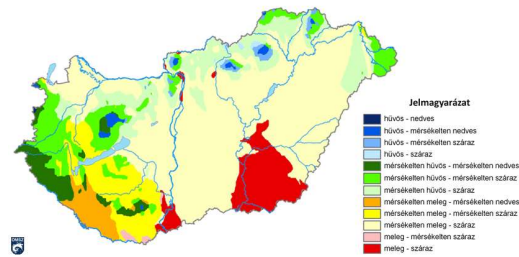 Jelmagyarázat
hűvös - nedves
hűvös - mérsékelten nedves
hűvös - mérsékelten száraz
hűvös - száraz
mérsékelten hűvös - mérsékelten nedves
mérsékelten hűvös - mérsékelten száraz
mérsékelten hűvös - száraz
mérsékelten meleg - mérsékelten nedves
mérsékelten meleg - mérsékelten száraz
mérsékelten meleg - száraz
meleg - mérsékelten száraz
meleg - száraz
OMSZ